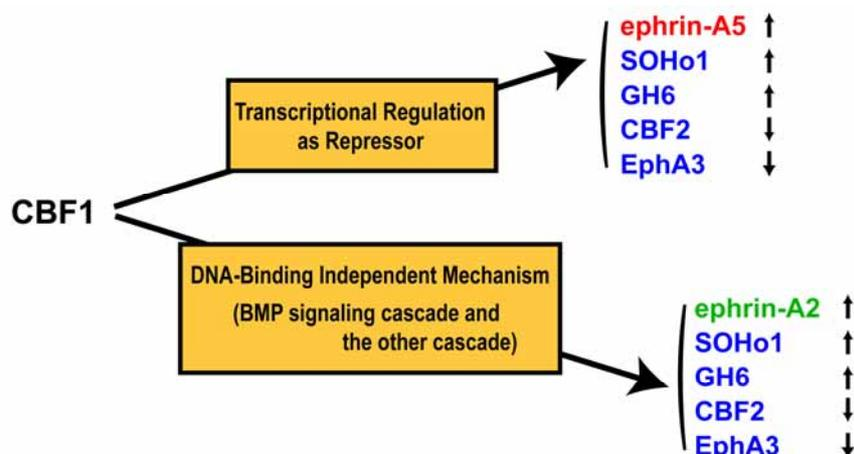 CBF1
Transcriptional Regulation
as Repressor
ephrin-A5 ↑
SOHo1 ↑
GH6 ↑
CBF2 ↓
EphA3 ↓
DNA-Binding Independent Mechanism
(BMP signaling cascade and
the other cascade)
ephrin-A2 ↑
SOHo1 ↑
GH6 ↑
CBF2 ↓
EphA3 ↓